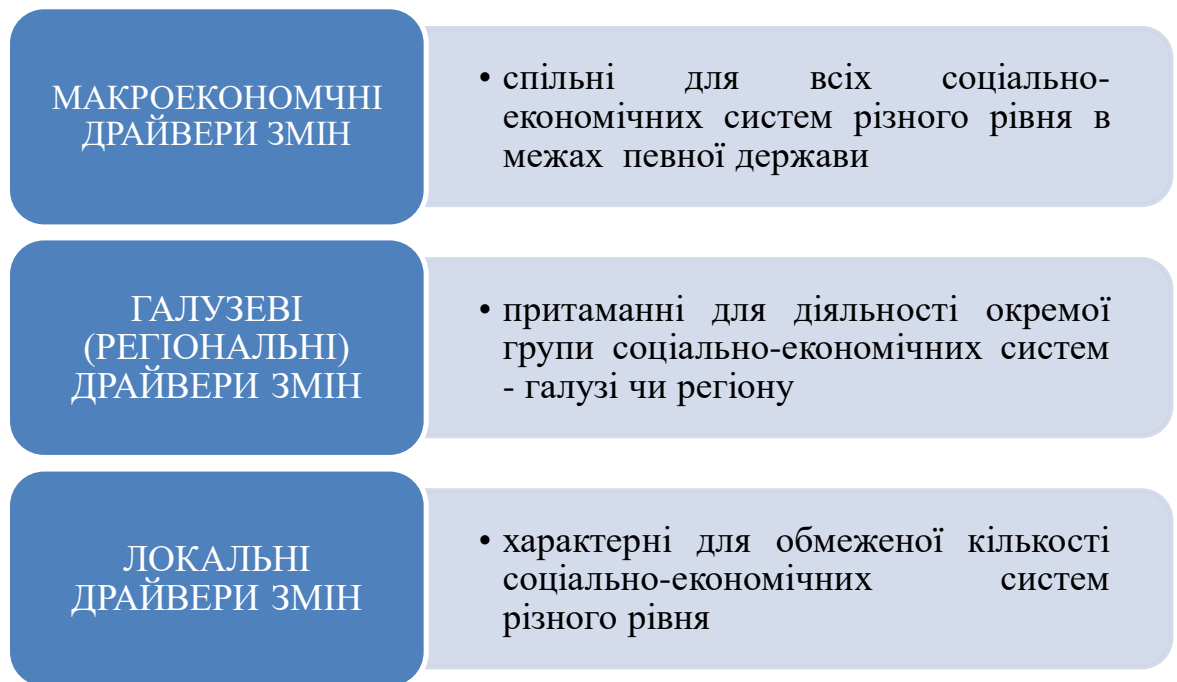 МАКРОЕКОНОМЧНІ
ДРАЙВЕРИ ЗМІН
• спільні для всіх соціально-
економічних систем різного рівня в
межах певної держави
ГАЛУЗЕВІ
(РЕГІОНАЛЬНІ)
ДРАЙВЕРИ ЗМІН
• притаманні для діяльності окремої
групи соціально-економічних систем
- галузі чи регіону
ЛОКАЛЬНІ
ДРАЙВЕРИ ЗМІН
• характерні для обмеженої кількості
соціально-економічних систем
різного рівня